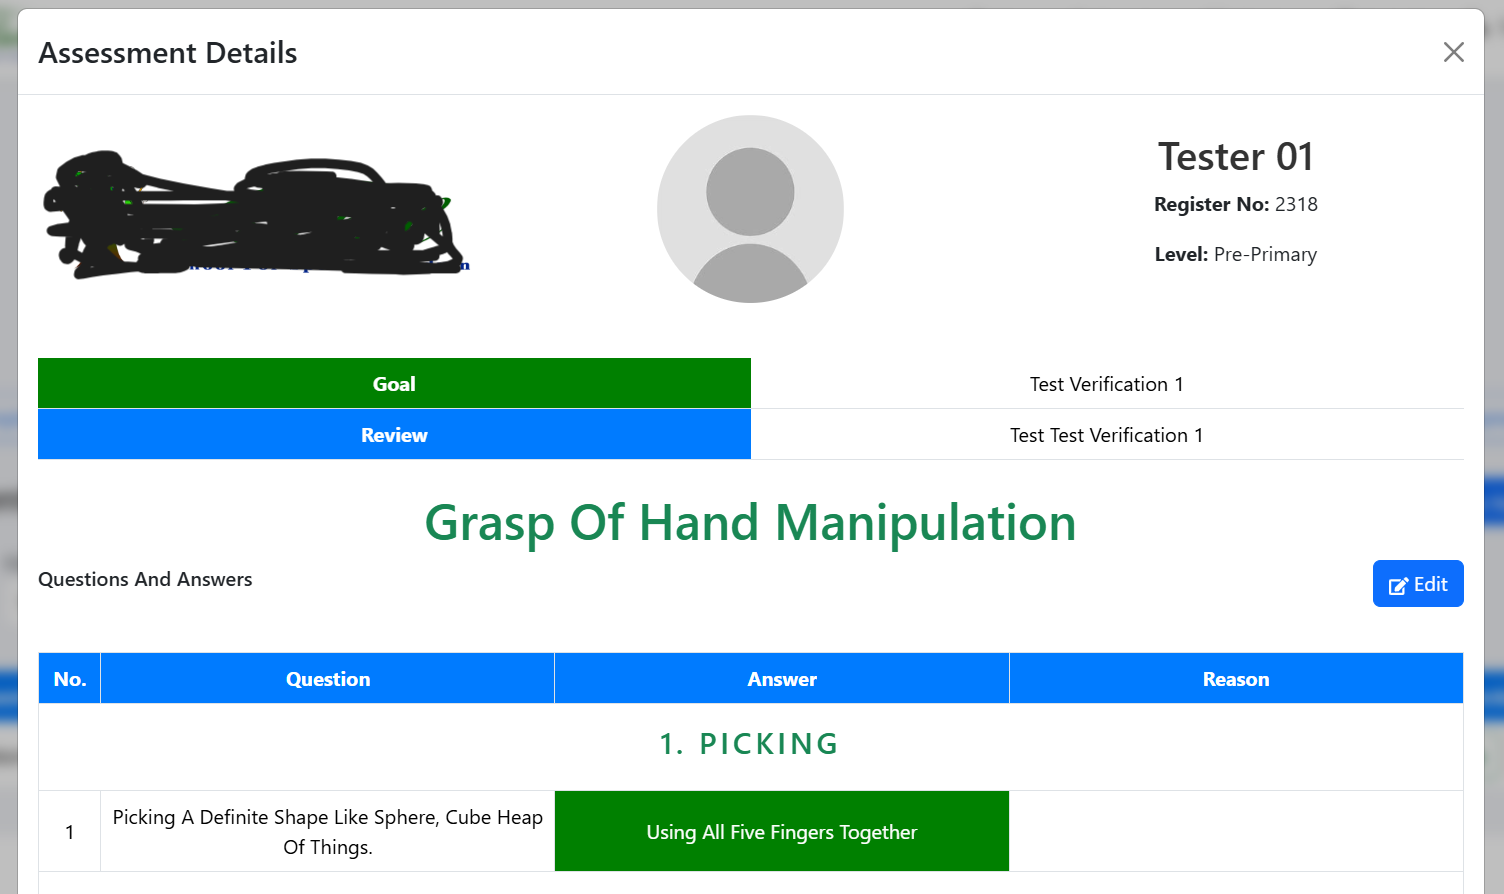 Assessment Details
Tester 01
Register No: 2318
Level: Pre-Primary
Goal
Test Verification 1
Review
Test Test Verification 1
Grasp Of Hand Manipulation
Questions And Answers
Edit
No.
Question
Answer
Reason
1. PICKING
1
Picking A Definite Shape Like Sphere, Cube Heap
Of Things.
Using All Five Fingers Together